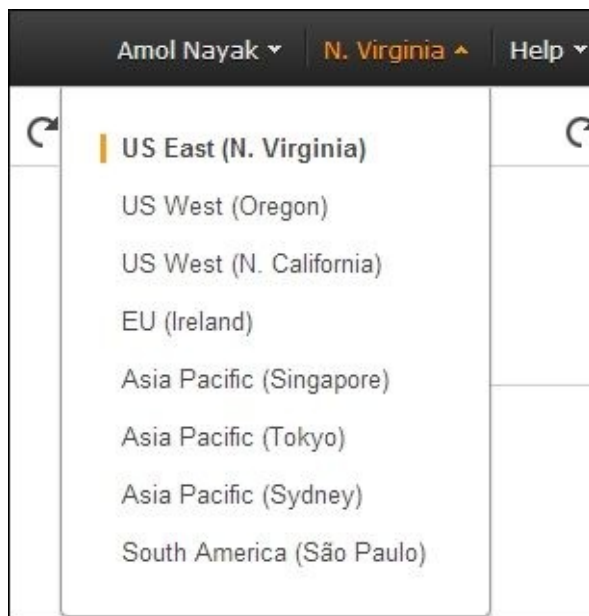 Amol Nayak N. Virginia Help
US East (N. Virginia)
US West (Oregon)
US West (N. California)
EU (Ireland)
Asia Pacific (Singapore)
Asia Pacific (Tokyo)
Asia Pacific (Sydney)
South America (São Paulo)